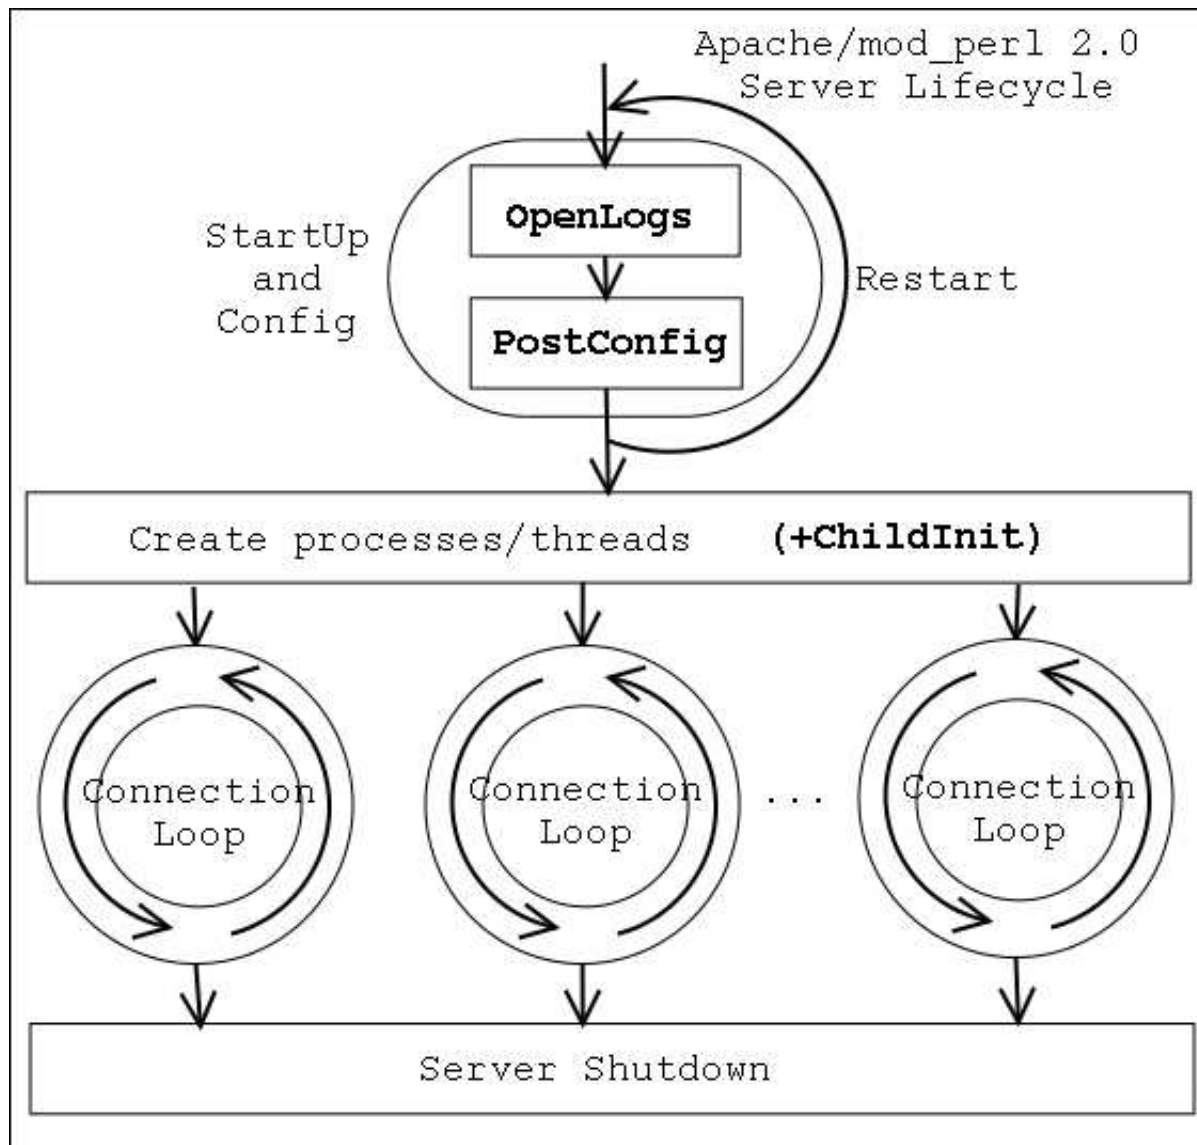 Apache/mod_perl 2.0
Server Lifecycle
OpenLogs
StartUp
and
Config
Restart
PostConfig
Create processes/threads (+ChildInit)
Connection
Loop
Connection
Loop
...
Connection
Loop
Server Shutdown